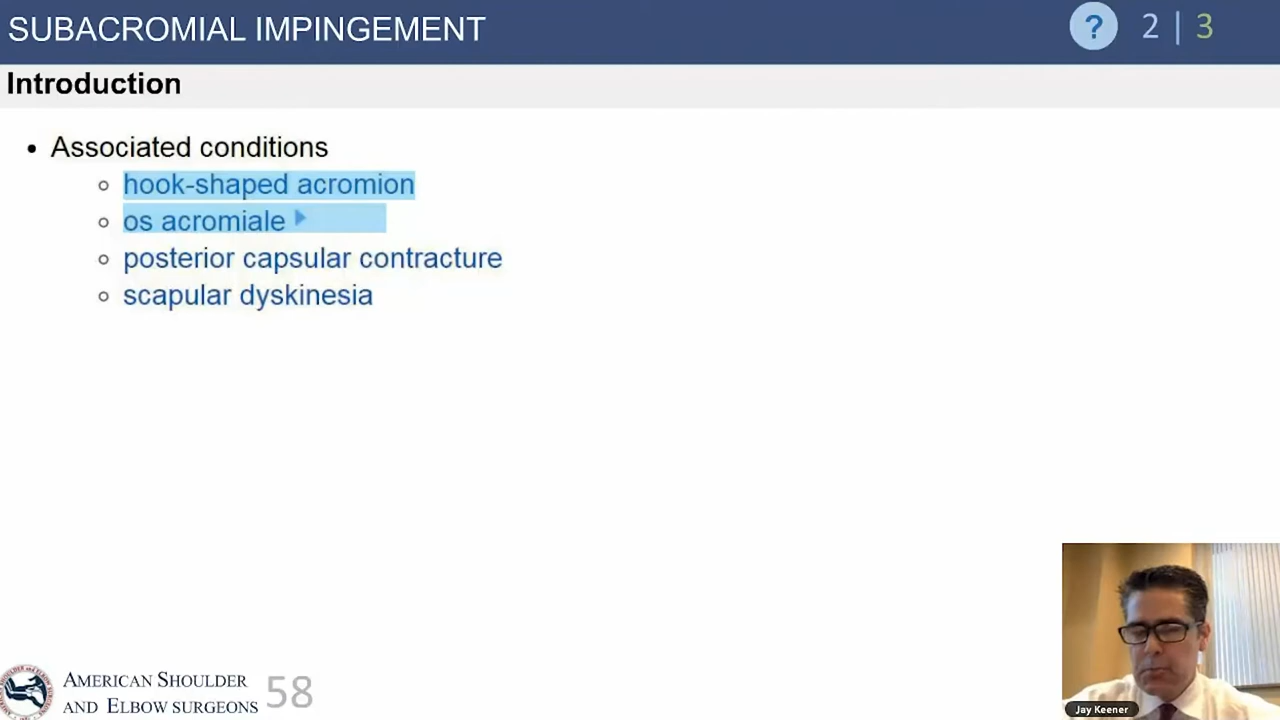 SUBACROMIAL IMPINGEMENT
? 2 | 3
Introduction
• Associated conditions
○ hook-shaped acromion
○ os acromiale
○ posterior capsular contracture
○ scapular dyskinesia
AMERICAN SHOULDER
AND ELBOW SURGEONS
58
Jay Keener